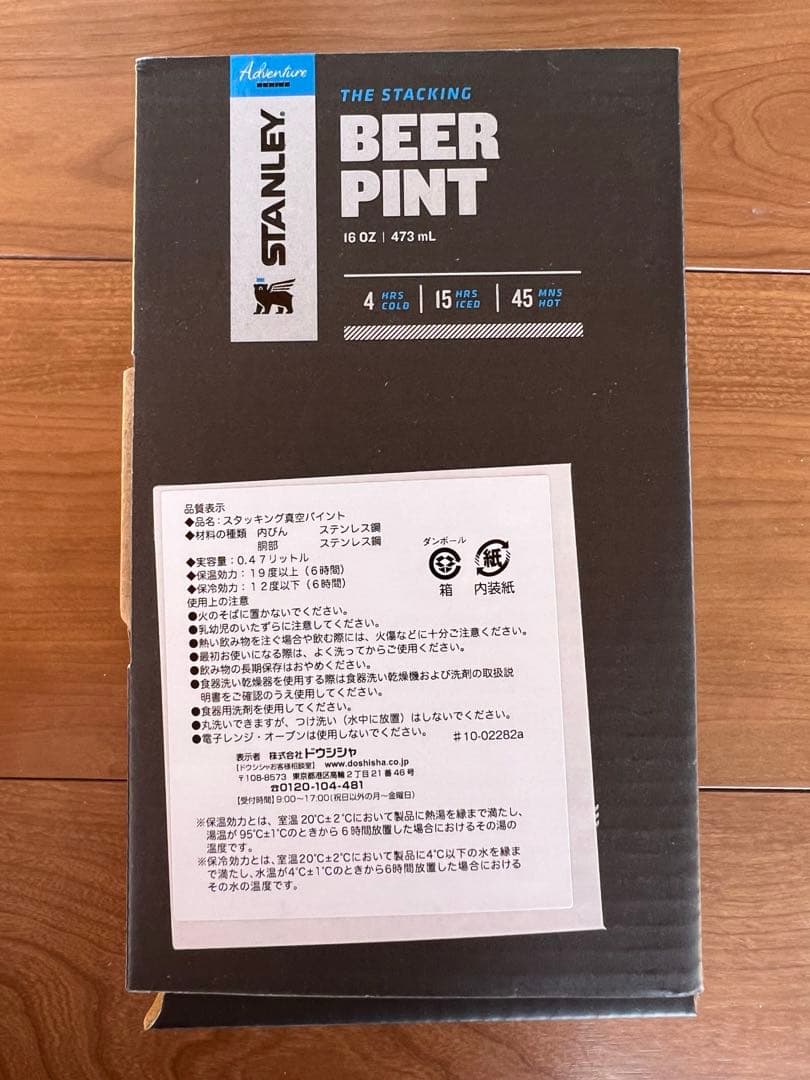 Adventure
SERIES
STANLEY®
THE STACKING
BEER
PINT
16 OZ | 473 mL
4 HRS COLD | 15 HRS ICED | 45 MNS HOT
品質表示
◆品名：スタッキング真空パイント
◆材料の種類 内びん ステンレス鋼
胴部 ステンレス鋼
◆実容量：0.47リットル
◆保温効力：19度以上（6時間）
◆保冷効力：12度以下（6時間）
ダンボール
箱
紙
内装紙
使用上の注意
●火のそばに置かないでください。
●乳幼児のいたずらに注意してください。
●熱い飲み物を注ぐ場合や飲む際には、火傷などに十分ご注意ください。
●最初お使いになる際は、よく洗ってからご使用ください。
●飲み物の長期保存はおやめください。
●食器洗い乾燥器を使用する際は食器洗い乾燥機および洗剤の取扱説
明書をご確認のうえ使用してください。
●食器用洗剤を使用してください。
●丸洗いできますが、つけ洗い（水中に放置）はしないでください。
●電子レンジ・オーブンは使用しないでください。 ♯10-02282a
表示者 株式会社ドウシシャ
【ドウシシャお客様相談室】 www.doshisha.co.jp
〒108-8573 東京都港区高輪2丁目21番46号
☎0120-104-481
【受付時間】9:00～17:00(祝日以外の月～金曜日)
※保温効力とは、室温20℃±2℃において製品に熱湯を縁まで満たし、
湯温が95℃±1℃のときから6時間放置した場合におけるその湯の
温度です。
※保冷効力とは、室温20℃±2℃において製品に4℃以下の水を縁ま
で満たし、水温が4℃±1℃のときから6時間放置した場合における
その水の温度です。